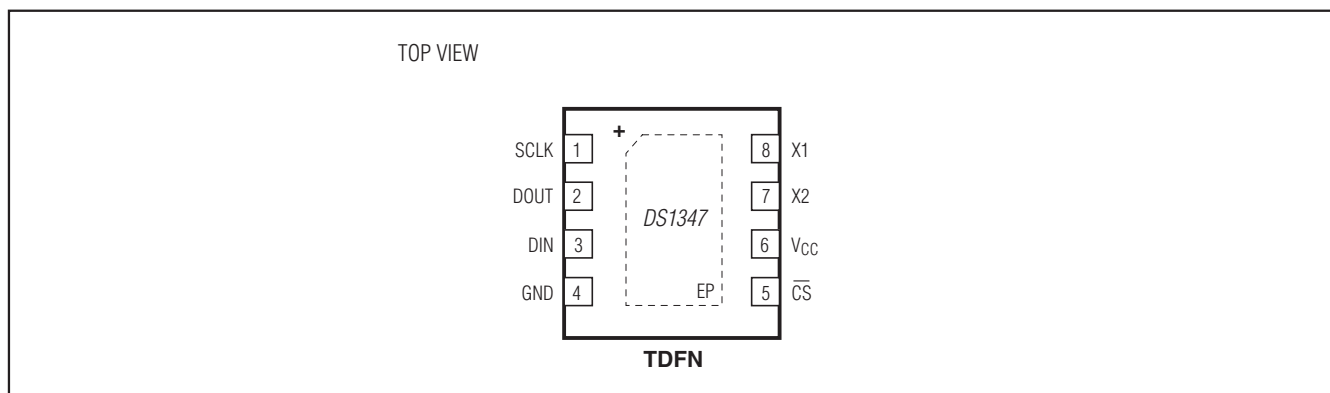 TOP VIEW
+
SCLK 1 8 X1
DOUT 2 7 X2
DS1347
DIN 3 6 VCC
GND 4 EP 5 C̅S̅
TDFN